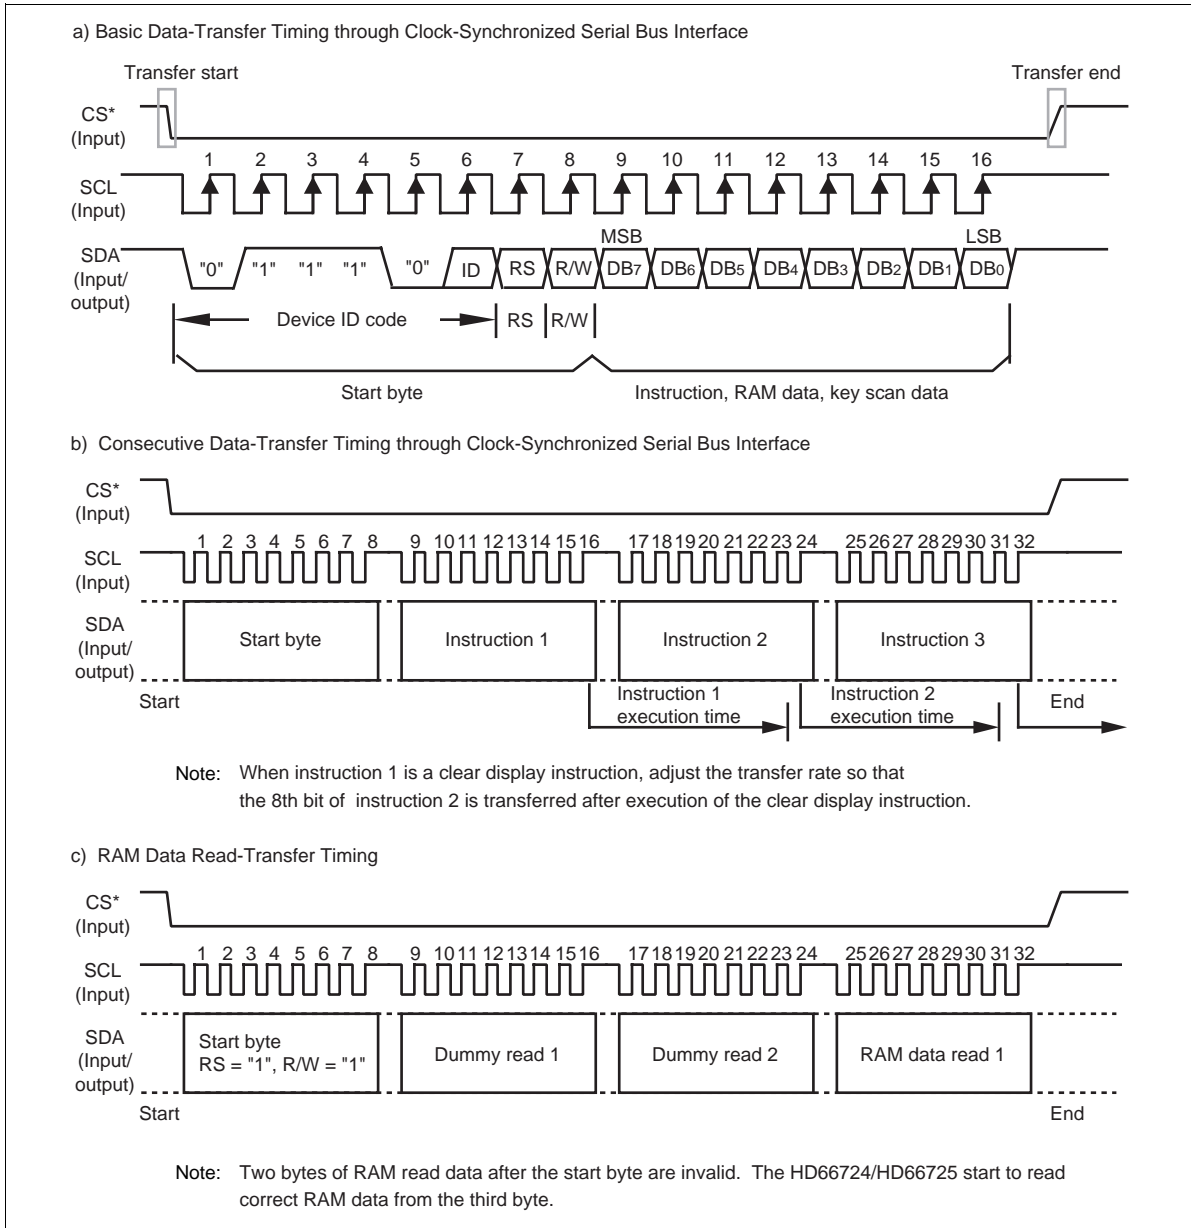 a) Basic Data-Transfer Timing through Clock-Synchronized Serial Bus Interface
Transfer start
Transfer end
CS*
(Input)
1 2 3 4 5 6 7 8 9 10 11 12 13 14 15 16
SCL
(Input)
MSB LSB
SDA
(Input/
output)
"0" "1" "1" "1" "0" ID RS R/W DB7 DB6 DB5 DB4 DB3 DB2 DB1 DB0
Device ID code RS R/W
Start byte
Instruction, RAM data, key scan data
b) Consecutive Data-Transfer Timing through Clock-Synchronized Serial Bus Interface
CS*
(Input)
1 2 3 4 5 6 7 8 9 10 11 12 13 14 15 16 17 18 19 20 21 22 23 24 25 26 27 28 29 30 31 32
SCL
(Input)
SDA
(Input/
output)
Start byte
Instruction 1
Instruction 2
Instruction 3
Start
Instruction 1
execution time
Instruction 2
execution time
End
Note: When instruction 1 is a clear display instruction, adjust the transfer rate so that
the 8th bit of instruction 2 is transferred after execution of the clear display instruction.
c) RAM Data Read-Transfer Timing
CS*
(Input)
1 2 3 4 5 6 7 8 9 10 11 12 13 14 15 16 17 18 19 20 21 22 23 24 25 26 27 28 29 30 31 32
SCL
(Input)
SDA
(Input/
output)
Start byte
RS = "1", R/W = "1"
Dummy read 1
Dummy read 2
RAM data read 1
Start
End
Note: Two bytes of RAM read data after the start byte are invalid. The HD66724/HD66725 start to read
correct RAM data from the third byte.